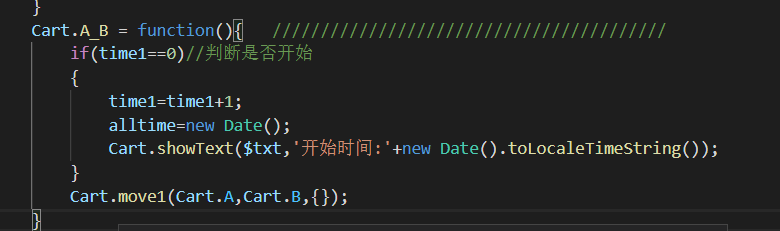 }
Cart.A_B = function(){ /////////////////////////////////////////
if(time1==0)//判断是否开始
{
time1=time1+1;
alltime=new Date();
Cart.showText($txt,'开始时间:'+new Date().toLocaleTimeString());
}
Cart.move1(Cart.A,Cart.B,{});
}